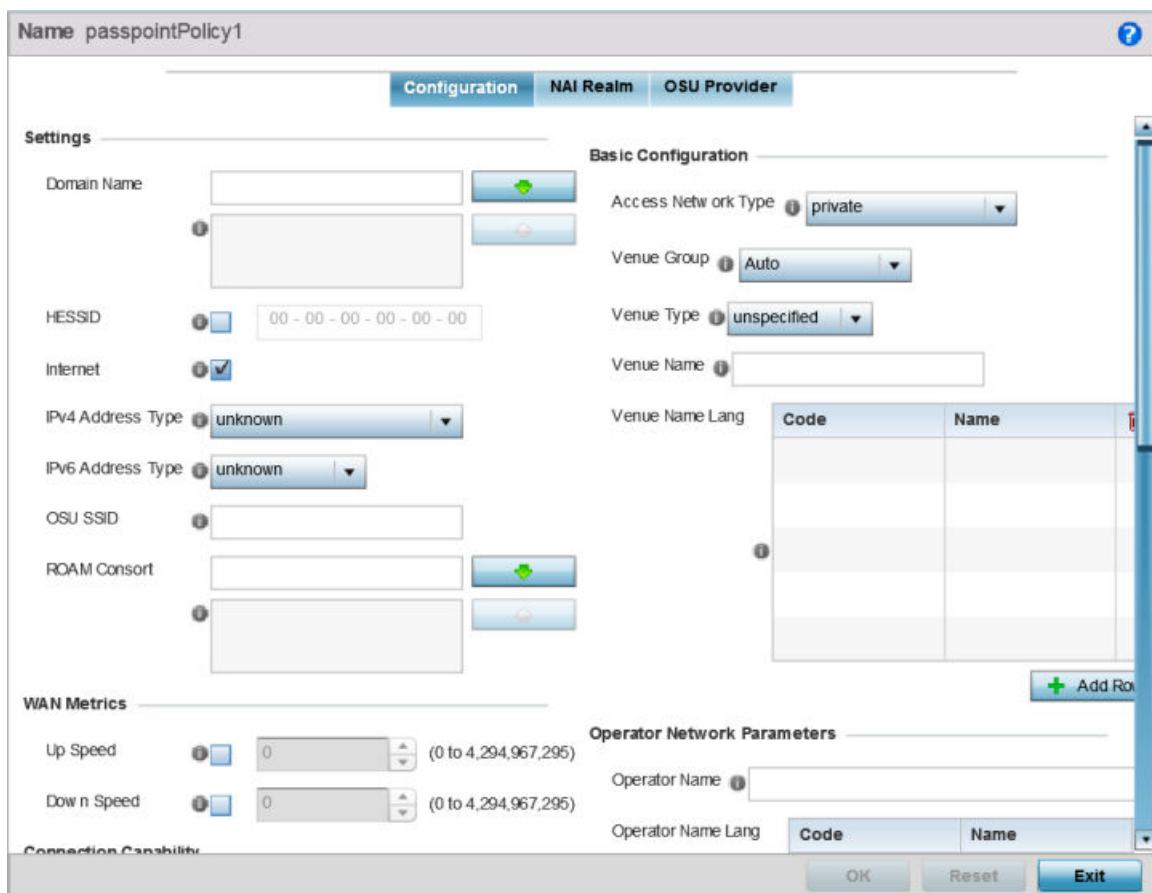 Name passpointPolicy1
Configuration
NAI Realm
OSU Provider
Settings
Domain Name
HESSID
00 - 00 - 00 - 00 - 00 - 00
Internet
IPv4 Address Type
unknown
IPv6 Address Type
unknown
OSU SSID
ROAM Consort
WAN Metrics
Up Speed
0
(0 to 4,294,967,295)
Down Speed
0
(0 to 4,294,967,295)
Connection Capability
Basic Configuration
Access Network Type
private
Venue Group
Auto
Venue Type
unspecified
Venue Name
Venue Name Lang
Code
Name
Add Row
Operator Network Parameters
Operator Name
Operator Name Lang
Code
Name
OK
Reset
Exit